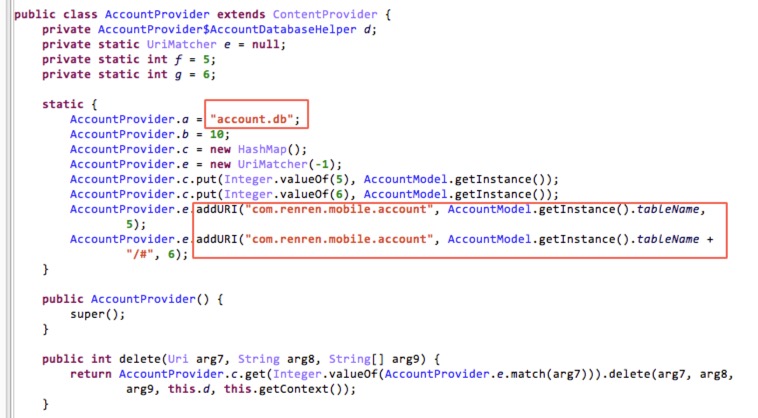 public class AccountProvider extends ContentProvider {
private AccountProvider$AccountDatabaseHelper d;
private static UriMatcher e = null;
private static int f = 5;
private static int g = 6;
static {
AccountProvider.a = "account.db";
AccountProvider.b = 10;
AccountProvider.c = new HashMap();
AccountProvider.e = new UriMatcher(-1);
AccountProvider.c.put(Integer.valueOf(5), AccountModel.getInstance());
AccountProvider.c.put(Integer.valueOf(6), AccountModel.getInstance());
AccountProvider.e.addURI("com.renren.mobile.account", AccountModel.getInstance().tableName,
5);
AccountProvider.e.addURI("com.renren.mobile.account", AccountModel.getInstance().tableName +
"/#", 6);
}
public AccountProvider() {
super();
}
public int delete(Uri arg7, String arg8, String[] arg9) {
return AccountProvider.c.get(Integer.valueOf(AccountProvider.e.match(arg7))).delete(arg7, arg8,
arg9, this.d, this.getContext());
}